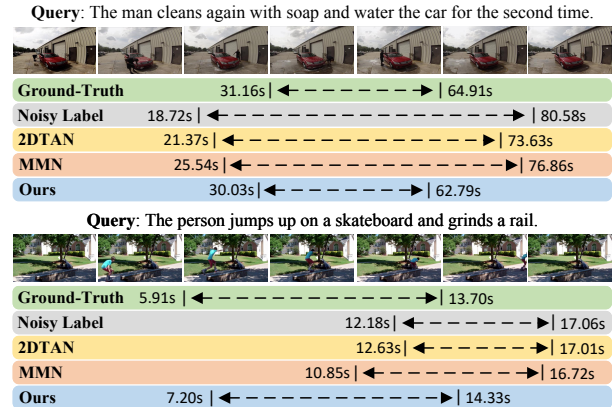 Query: The man cleans again with soap and water the car for the second time.
Ground-Truth 31.16s 64.91s
Noisy Label 18.72s 80.58s
2DTAN 21.37s 73.63s
MMN 25.54s 76.86s
Ours 30.03s 62.79s
Query: The person jumps up on a skateboard and grinds a rail.
Ground-Truth 5.91s 13.70s
Noisy Label 12.18s 17.06s
2DTAN 12.63s 17.01s
MMN 10.85s 16.72s
Ours 7.20s 14.33s